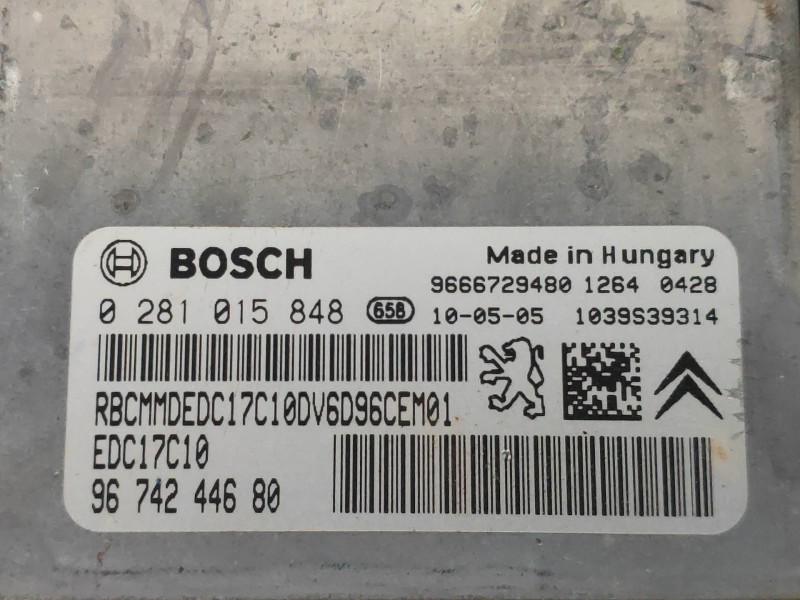 BOSCH
Made in Hungary
9666729480 1264 0428
0 281 015 848 658 10-05-05 1039S39314
RBCMMDEDC17C10DV6D96CEM01
EDC17C10
96 742 446 80